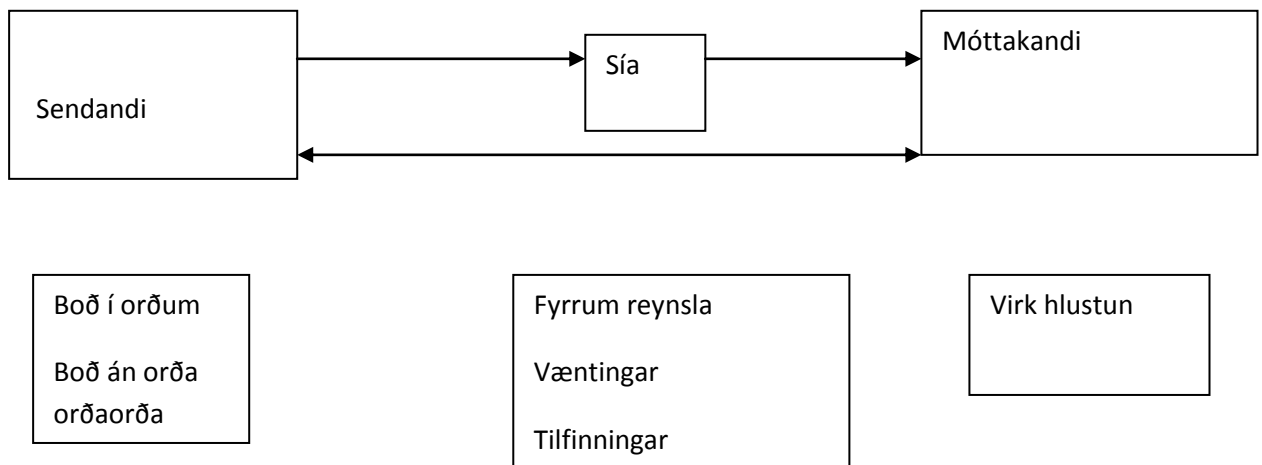 Sendandi
Sía
Móttakandi
Boð í orðum
Boð án orða
orðaorða
Fyrrum reynsla
Væntingar
Tilfinningar
Virk hlustun